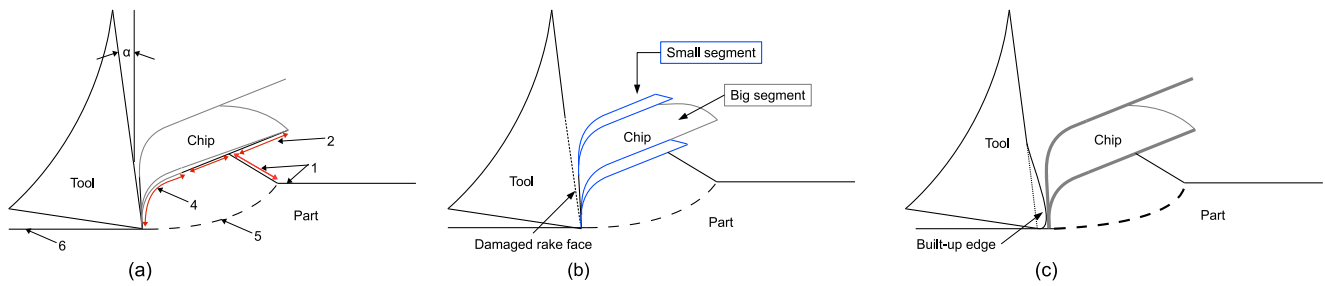 α
Tool
Chip
2
1
4
5
6
Part
(a)
Small segment
Big segment
Chip
Tool
Part
Damaged rake face
(b)
Tool
Chip
Part
Built-up edge
(c)